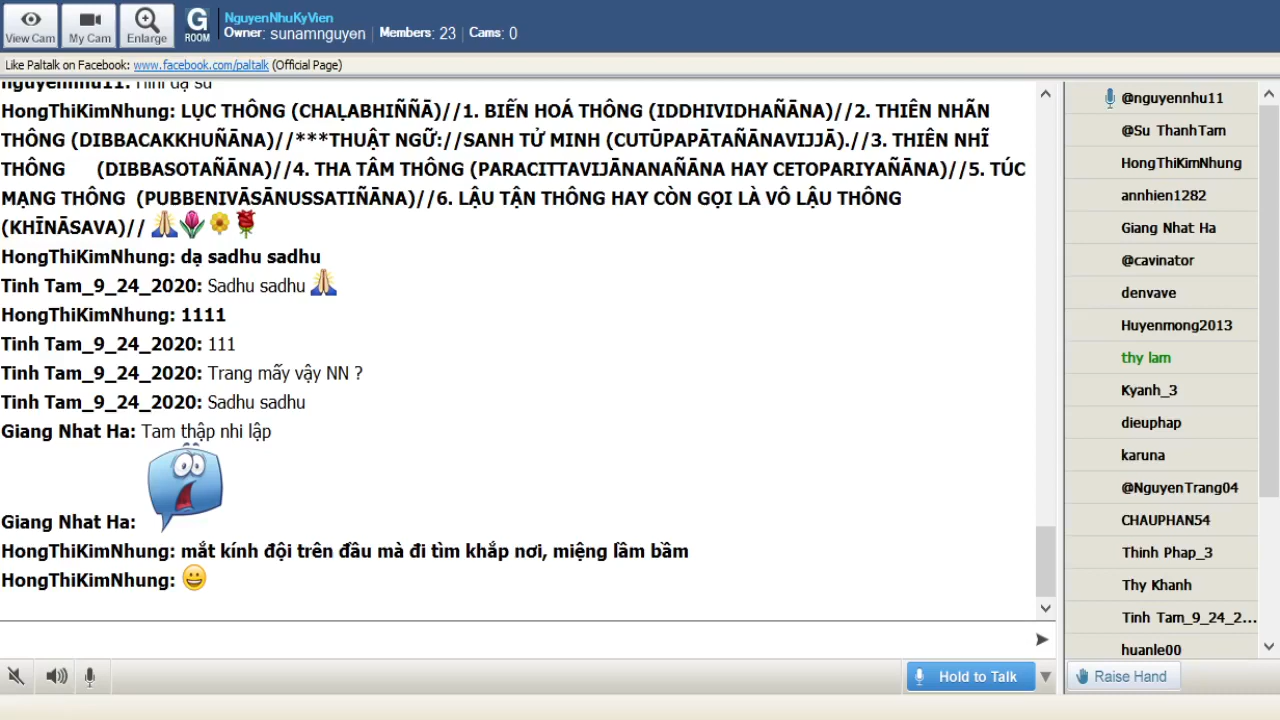 View Cam
My Cam
Enlarge
G
ROOM
NguyenNhuKyVien
Owner: sunamnguyen | Members: 23 | Cams: 0
Like Paltalk on Facebook: www.facebook.com/paltalk (Official Page)
nguyennhu11: Hihi dạ sư
HongThiKimNhung: LỤC THÔNG (CHAḶABHIÑÑĀ)//1. BIẾN HOÁ THÔNG (IDDHIVIDHAÑĀNA)//2. THIÊN NHÃN
THÔNG (DIBBACAKKHUÑĀNA)//***THUẬT NGỮ://SANH TỬ MINH (CUTŪPAPĀTAÑĀNAVIJJĀ).//3. THIÊN NHĨ
THÔNG (DIBBASOTAÑĀNA)//4. THA TÂM THÔNG (PARACITTAVIJĀNANAÑĀNA HAY CETOPARIYAÑĀNA)//5. TÚC
MẠNG THÔNG (PUBBENIVĀSĀNUSSATIÑĀNA)//6. LẬU TẬN THÔNG HAY CÒN GỌI LÀ VÔ LẬU THÔNG
(KHĪNĀSAVA)// 🙏🌷🌼🌹
HongThiKimNhung: dạ sadhu sadhu
Tinh Tam_9_24_2020: Sadhu sadhu 🙏
HongThiKimNhung: 1111
Tinh Tam_9_24_2020: 111
Tinh Tam_9_24_2020: Trang mấy vậy NN ?
Tinh Tam_9_24_2020: Sadhu sadhu
Giang Nhat Ha: Tam thập nhi lập
Giang Nhat Ha:
HongThiKimNhung: mắt kính đội trên đầu mà đi tìm khắp nơi, miệng lầm bầm
HongThiKimNhung: 😀
Hold to Talk
@nguyennhu11
@Su ThanhTam
HongThiKimNhung
annhien1282
Giang Nhat Ha
@cavinator
denvave
Huyenmong2013
thy lam
Kyanh_3
dieuphap
karuna
@NguyenTrang04
CHAUPHAN54
Thinh Phap_3
Thy Khanh
Tinh Tam_9_24_2...
huanle00
Raise Hand